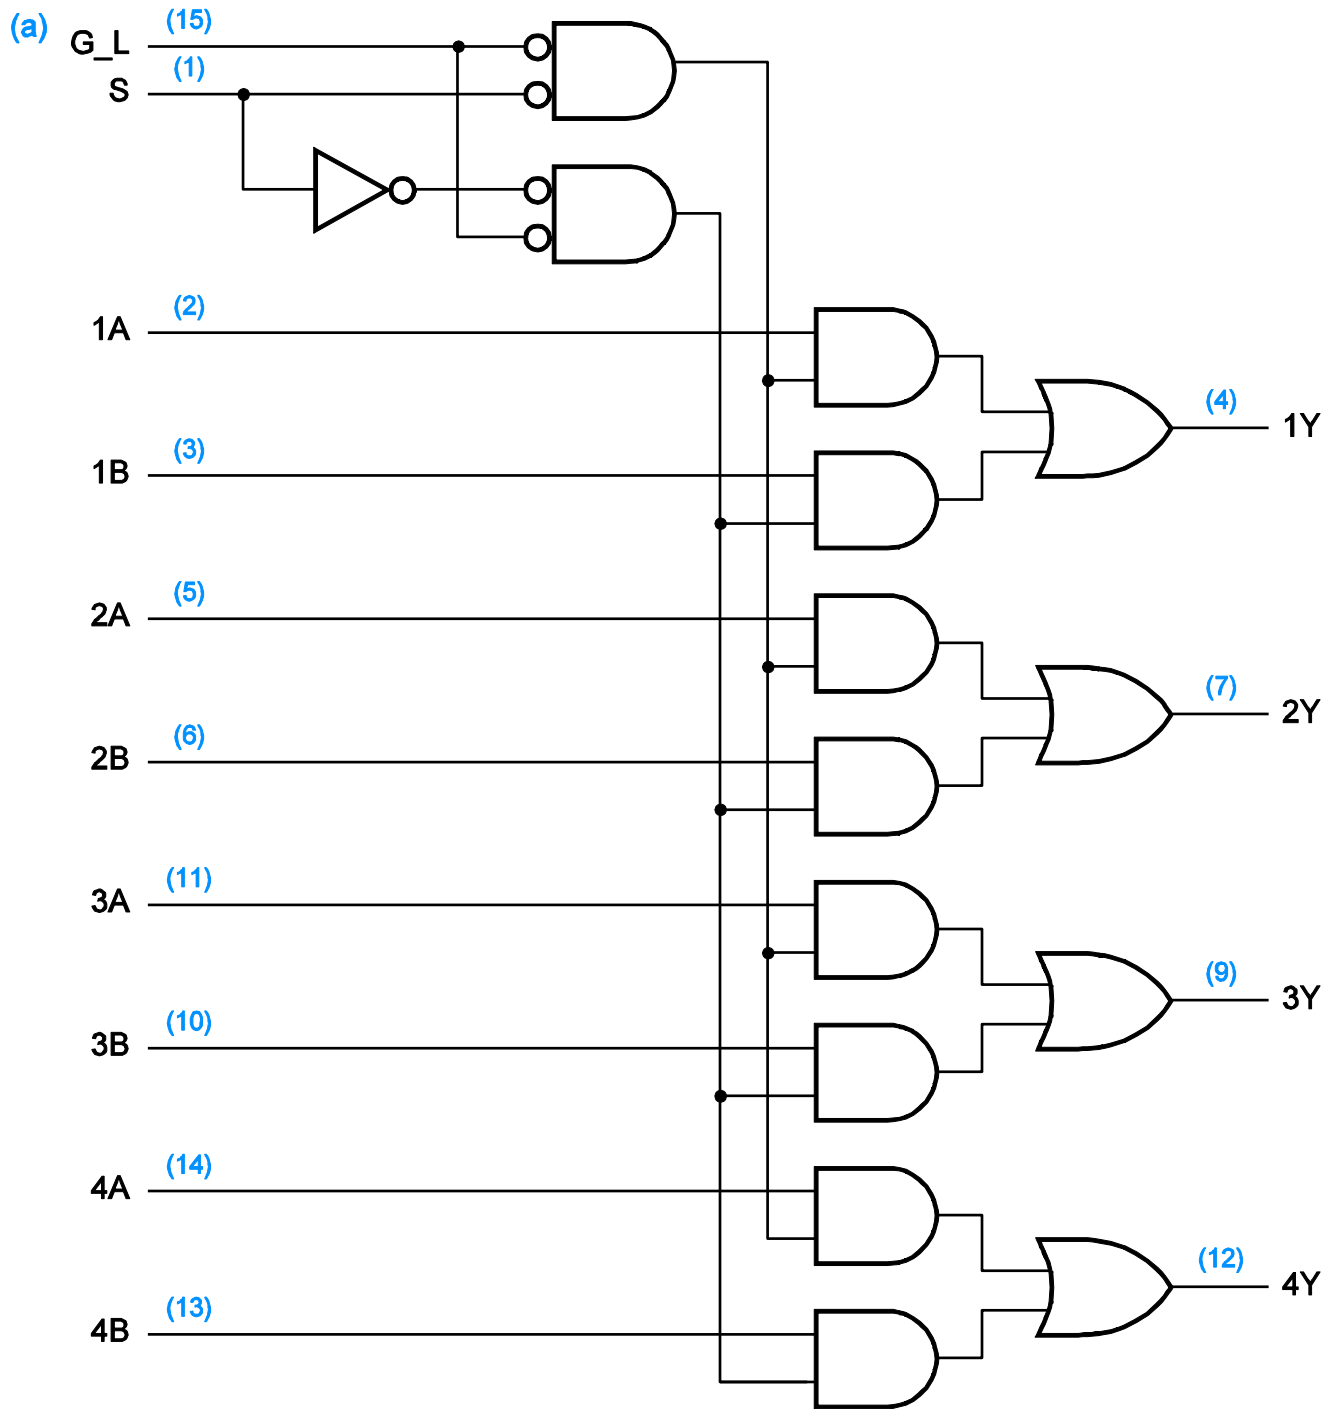 (a)
G_L (15)
S (1)
1A (2)
1B (3)
(4) 1Y
2A (5)
2B (6)
(7) 2Y
3A (11)
3B (10)
(9) 3Y
4A (14)
4B (13)
(12) 4Y